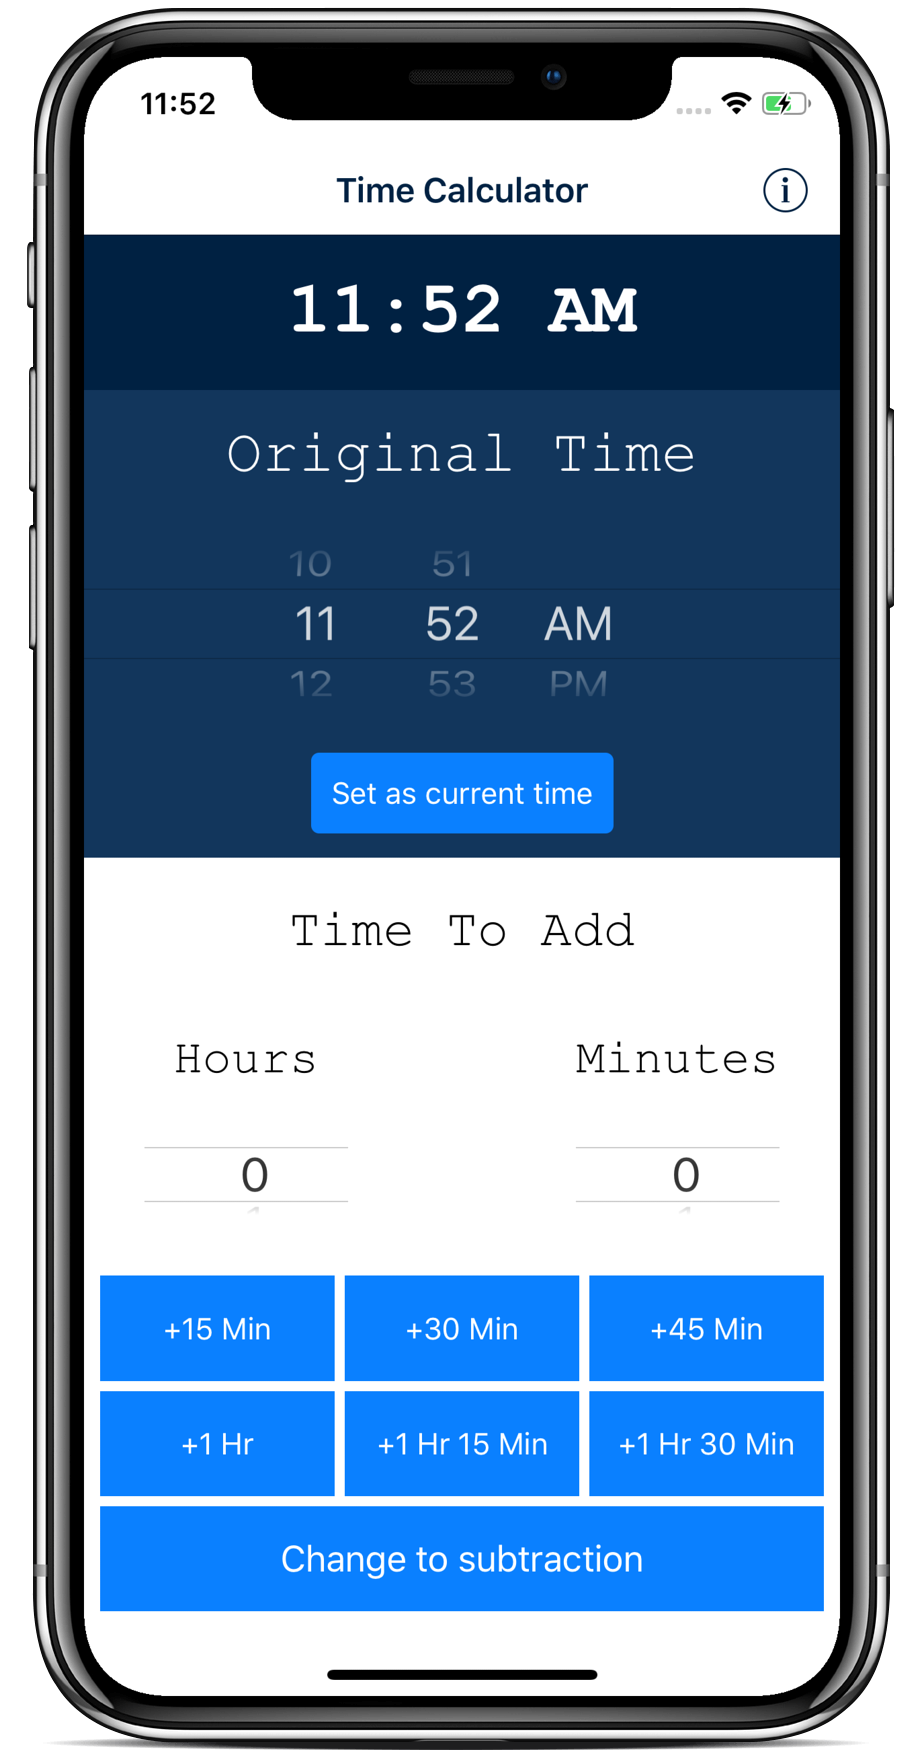 11:52
Time Calculator
i
11:52 AM
Original Time
10 51
11 52 AM
12 53 PM
Set as current time
Time To Add
Hours Minutes
0 0
1 1
+15 Min +30 Min +45 Min
+1 Hr +1 Hr 15 Min +1 Hr 30 Min
Change to subtraction